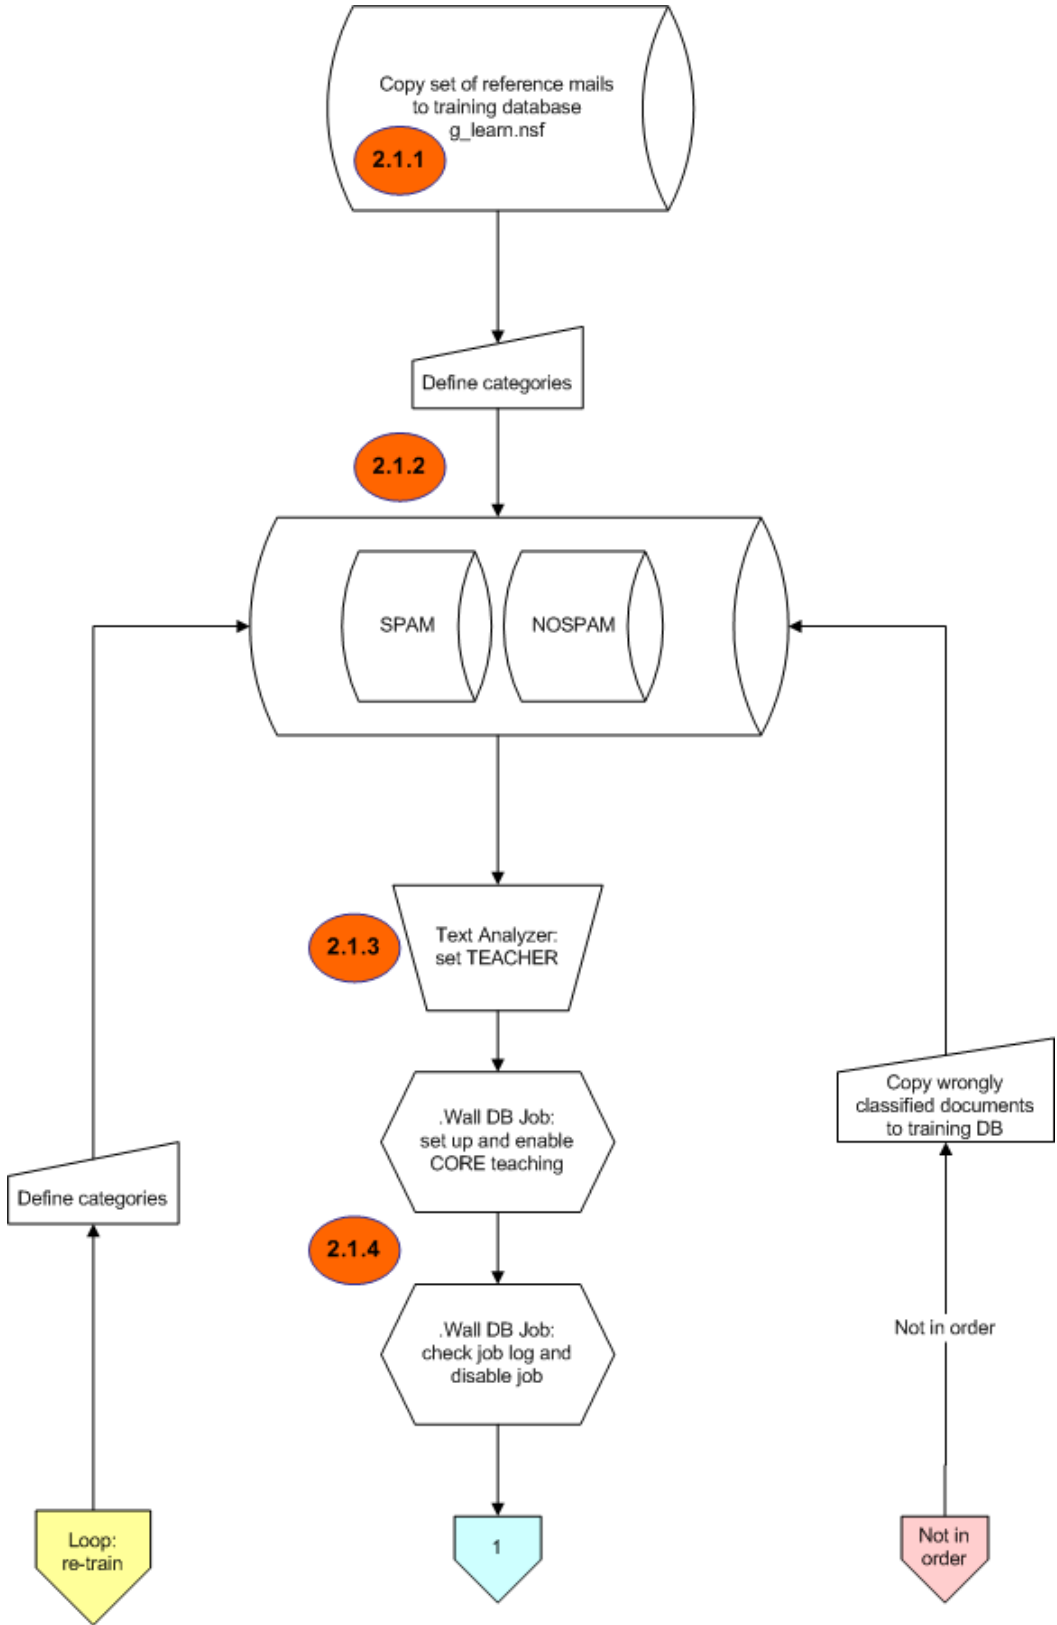 Copy set of reference mails
to training database
g_learn.nsf
2.1.1
Define categories
2.1.2
SPAM
NOSPAM
Text Analyzer:
set TEACHER
2.1.3
.Wall DB Job:
set up and enable
CORE teaching
Copy wrongly
classified documents
to training DB
Define categories
2.1.4
.Wall DB Job:
check job log and
disable job
Not in order
Loop:
re-train
1
Not in
order